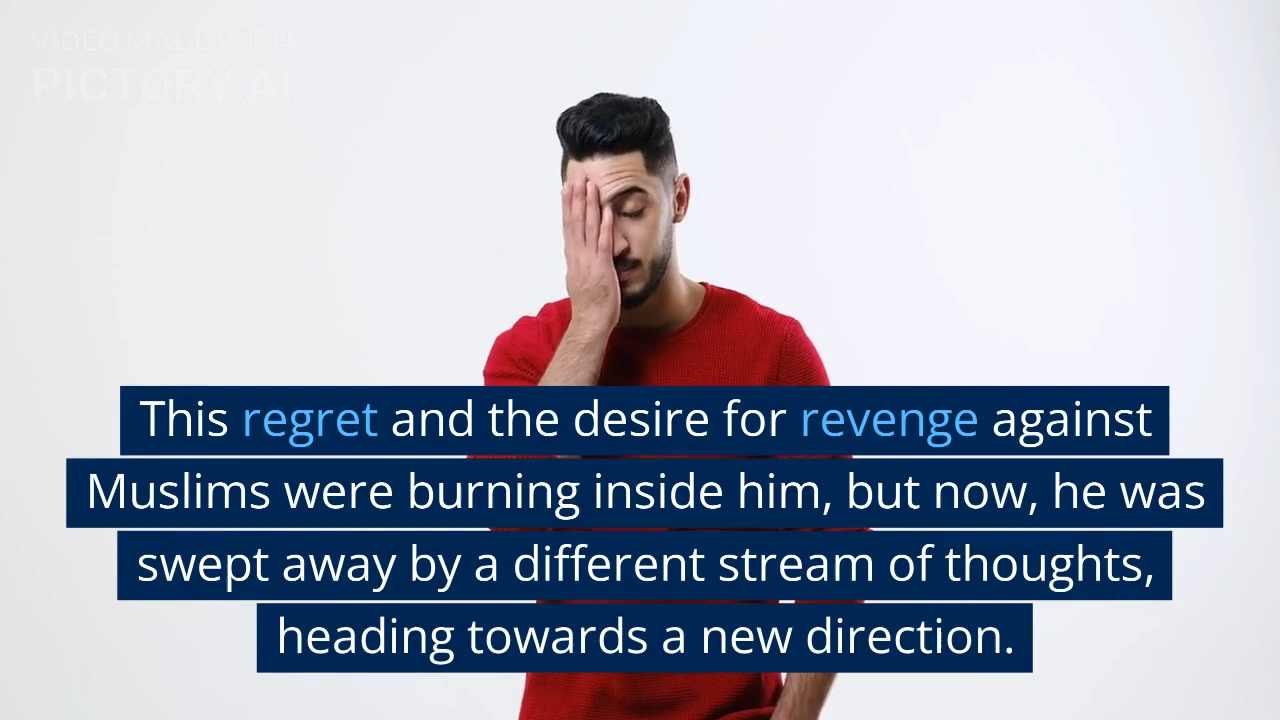 VIDEO MADE WITH
PICTORY.AI
This regret and the desire for revenge against
Muslims were burning inside him, but now, he was
swept away by a different stream of thoughts,
heading towards a new direction.